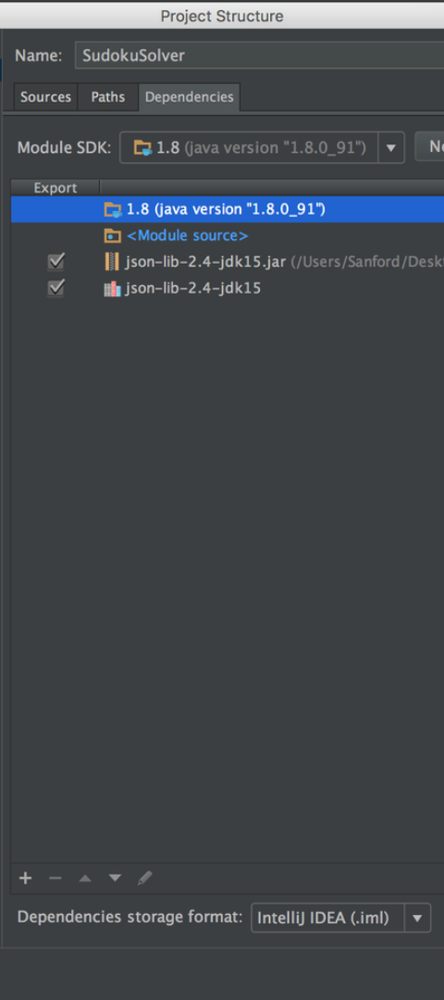 Project Structure
Name: SudokuSolver
Sources Paths Dependencies
Module SDK: 1.8 (java version "1.8.0_91") Ne
Export
1.8 (java version "1.8.0_91")
<Module source>
json-lib-2.4-jdk15.jar (/Users/Sanford/Deskt
json-lib-2.4-jdk15
Dependencies storage format: IntelliJ IDEA (.iml)